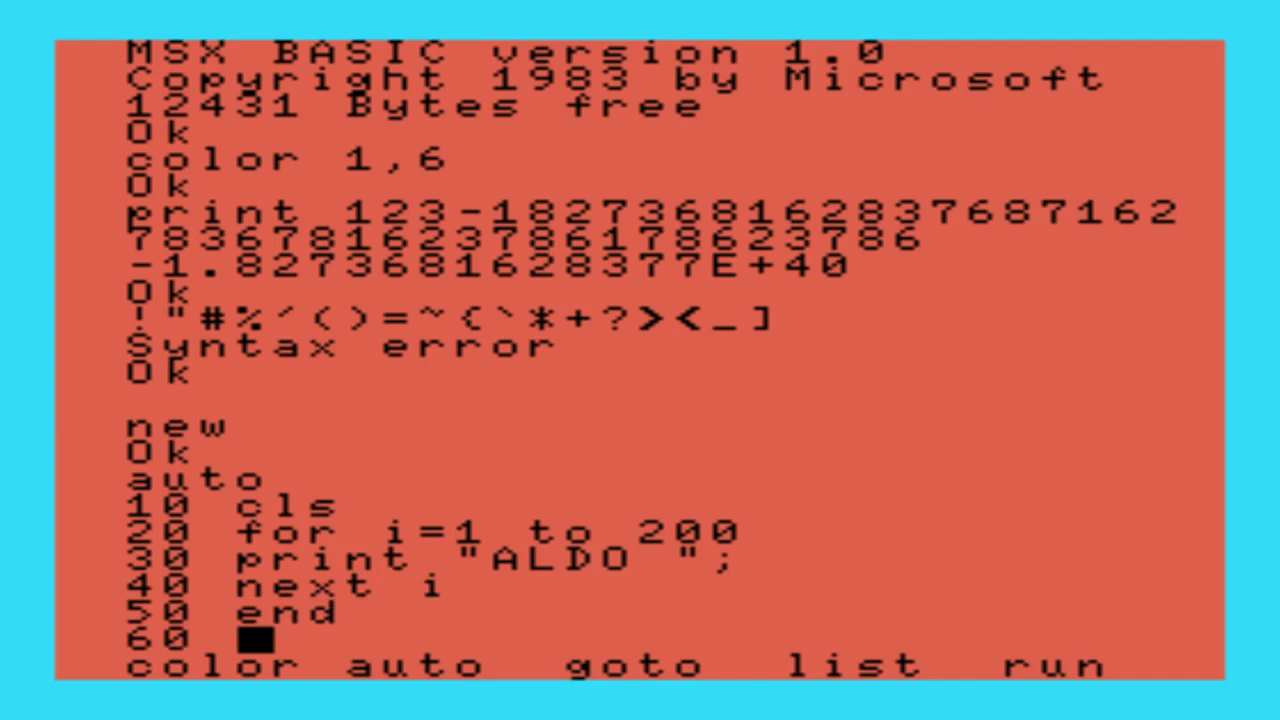 MSX BASIC version 1.0
Copyright 1983 by Microsoft
12431 Bytes free
Ok
color 1,6
Ok
print 123-1827368162837687162
7836781623786178623786
-1.8273681628377E+40
Ok
!"#%´()=~{`*+?><_]
Syntax error
Ok
new
Ok
auto
10 cls
20 for i=1 to 200
30 print "ALDO ";
40 next i
50 end
60
color auto goto list run